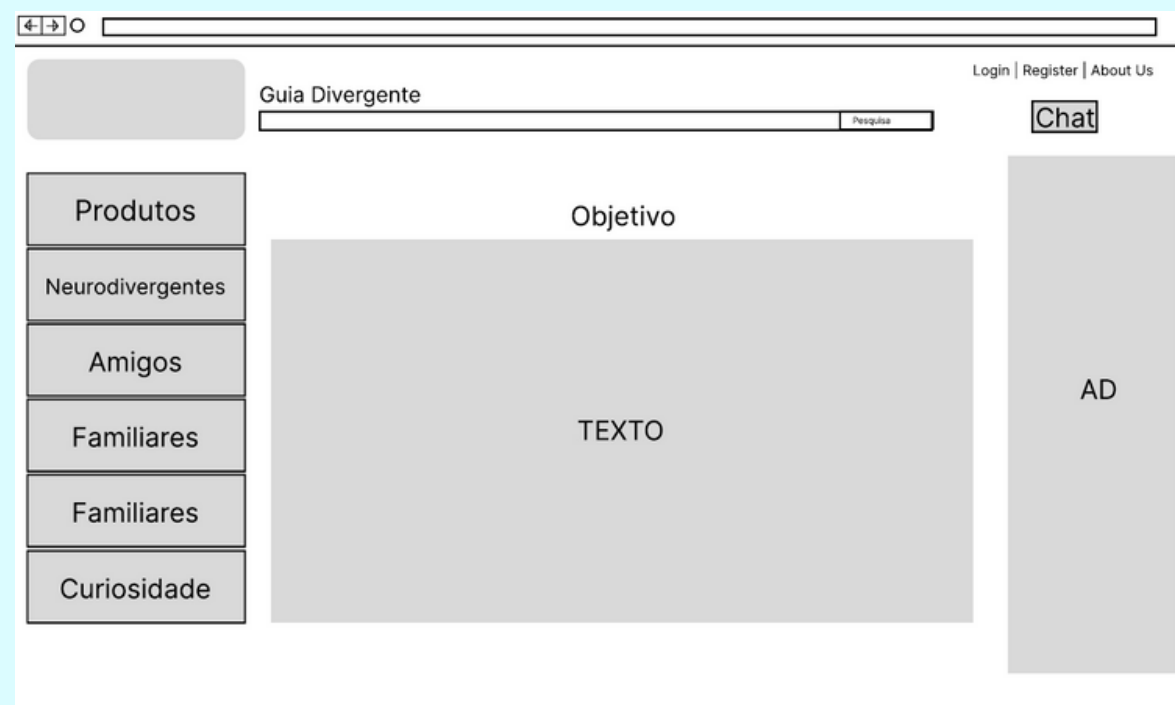 Login | Register | About Us
Guia Divergente
Pesquisa
Chat
Produtos
Neurodivergentes
Amigos
Familiares
Familiares
Curiosidade
Objetivo
TEXTO
AD